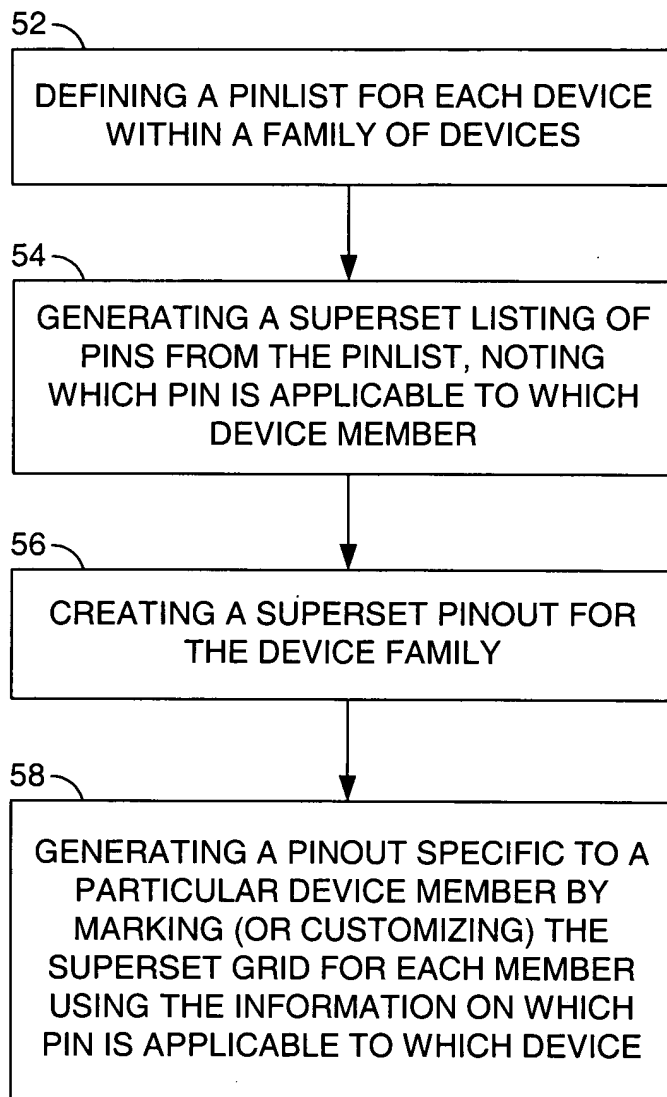 52
DEFINING A PINLIST FOR EACH DEVICE
WITHIN A FAMILY OF DEVICES
54
GENERATING A SUPERSET LISTING OF
PINS FROM THE PINLIST, NOTING
WHICH PIN IS APPLICABLE TO WHICH
DEVICE MEMBER
56
CREATING A SUPERSET PINOUT FOR
THE DEVICE FAMILY
58
GENERATING A PINOUT SPECIFIC TO A
PARTICULAR DEVICE MEMBER BY
MARKING (OR CUSTOMIZING) THE
SUPERSET GRID FOR EACH MEMBER
USING THE INFORMATION ON WHICH
PIN IS APPLICABLE TO WHICH DEVICE